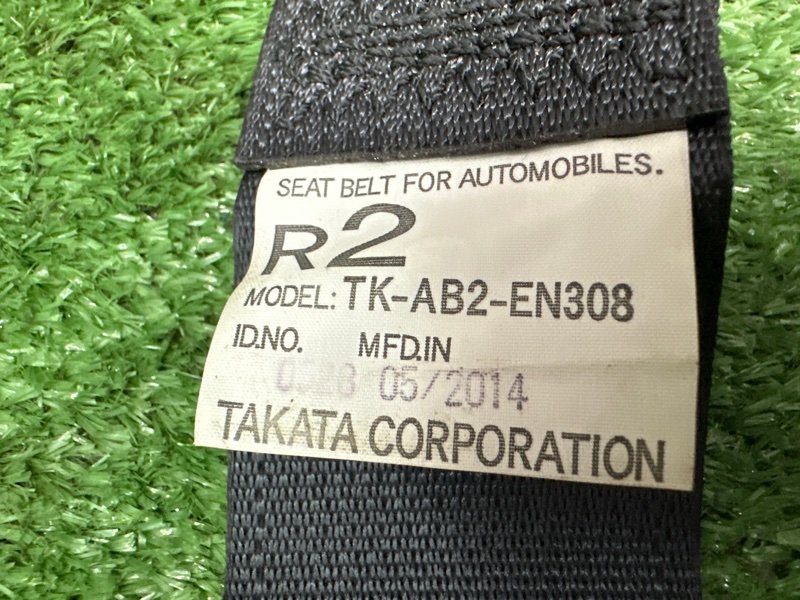 SEAT BELT FOR AUTOMOBILES.
R2
MODEL: TK-AB2-EN308
ID.NO. MFD.IN
05/2014
TAKATA CORPORATION